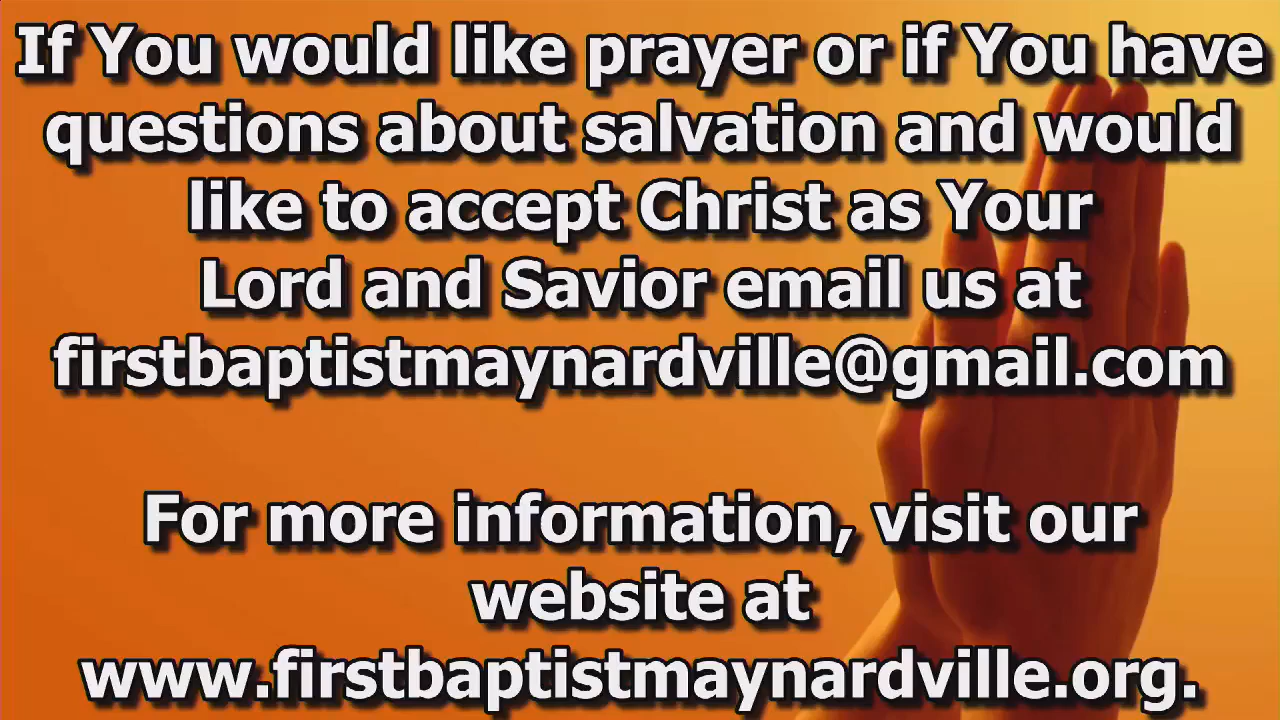 If You would like prayer or if You have
questions about salvation and would
like to accept Christ as Your
Lord and Savior email us at
firstbaptistmaynardville@gmail.com
For more information, visit our
website at
www.firstbaptistmaynardville.org.